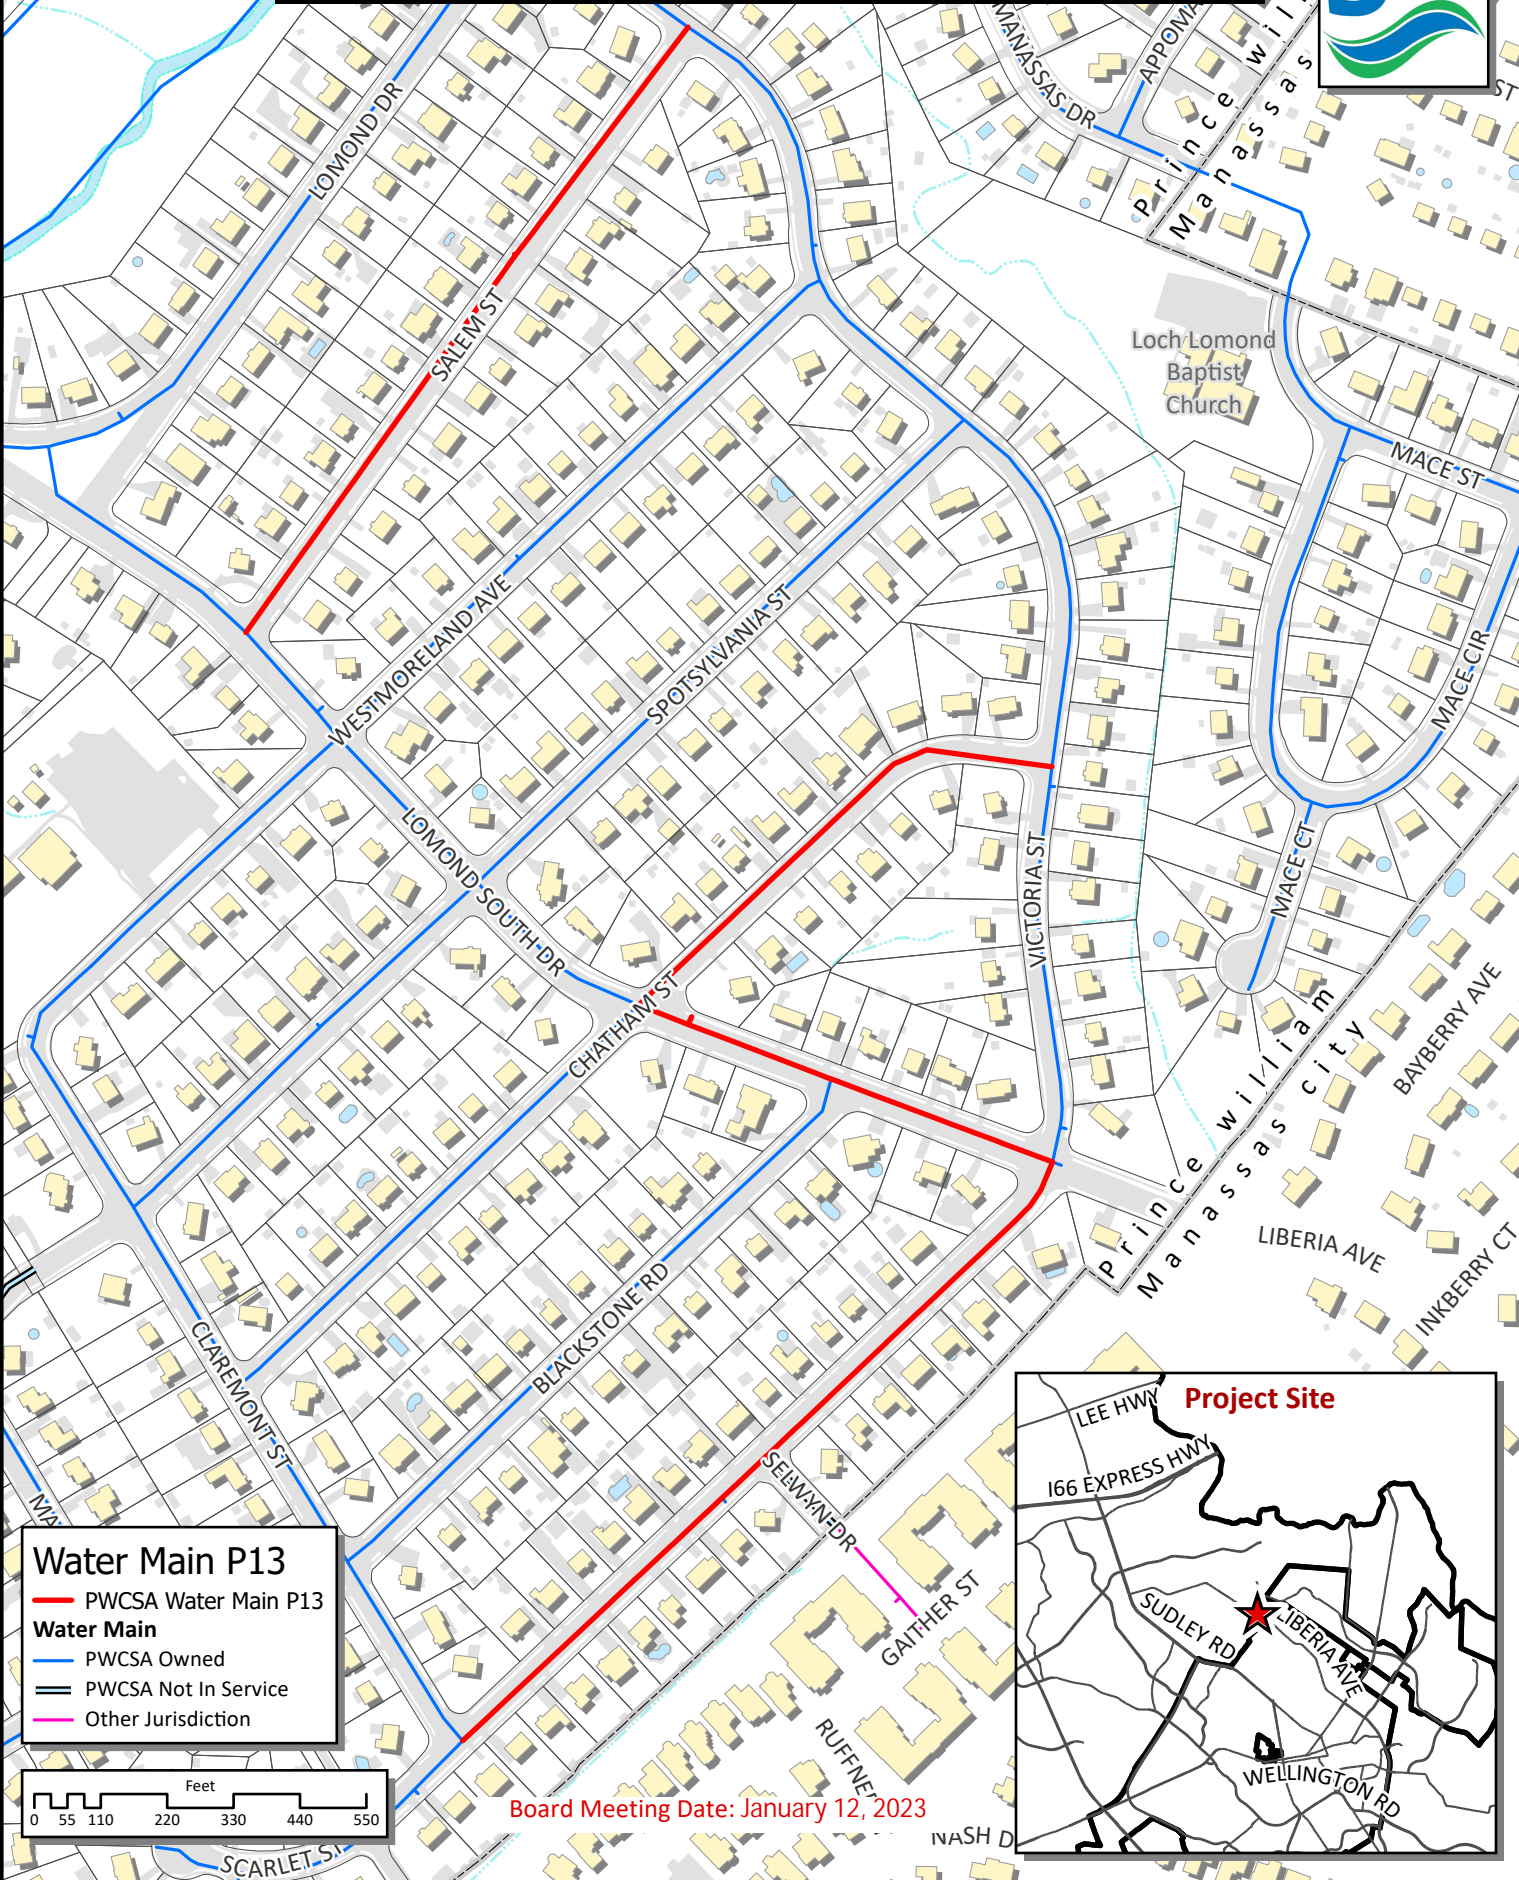 LOMOND DR
MANASSAS DR
APPOMA
Prince will
Manassas
ST
SALEM ST
Loch Lomond
Baptist
Church
MACE ST
WESTMORELAND AVE
SPOTSYLVANIA ST
MACE CIR
LOMOND SOUTH DR
VICTORIA ST
MACE CT
CHATHAM ST
BAYBERRY AVE
Prince william
Manassas city
LIBERIA AVE
INKBERRY CT
BLACKSTONE RD
CLAREMONT ST
SELWYN DR
GAITHER ST
RUFFNER
NASH D
SCARLET ST
MA
Water Main P13
PWCSA Water Main P13
Water Main
PWCSA Owned
PWCSA Not In Service
Other Jurisdiction
Feet
0 55 110 220 330 440 550
Board Meeting Date: January 12, 2023
Project Site
LEE HWY
I66 EXPRESS HWY
SUDLEY RD
LIBERIA AVE
WELLINGTON RD